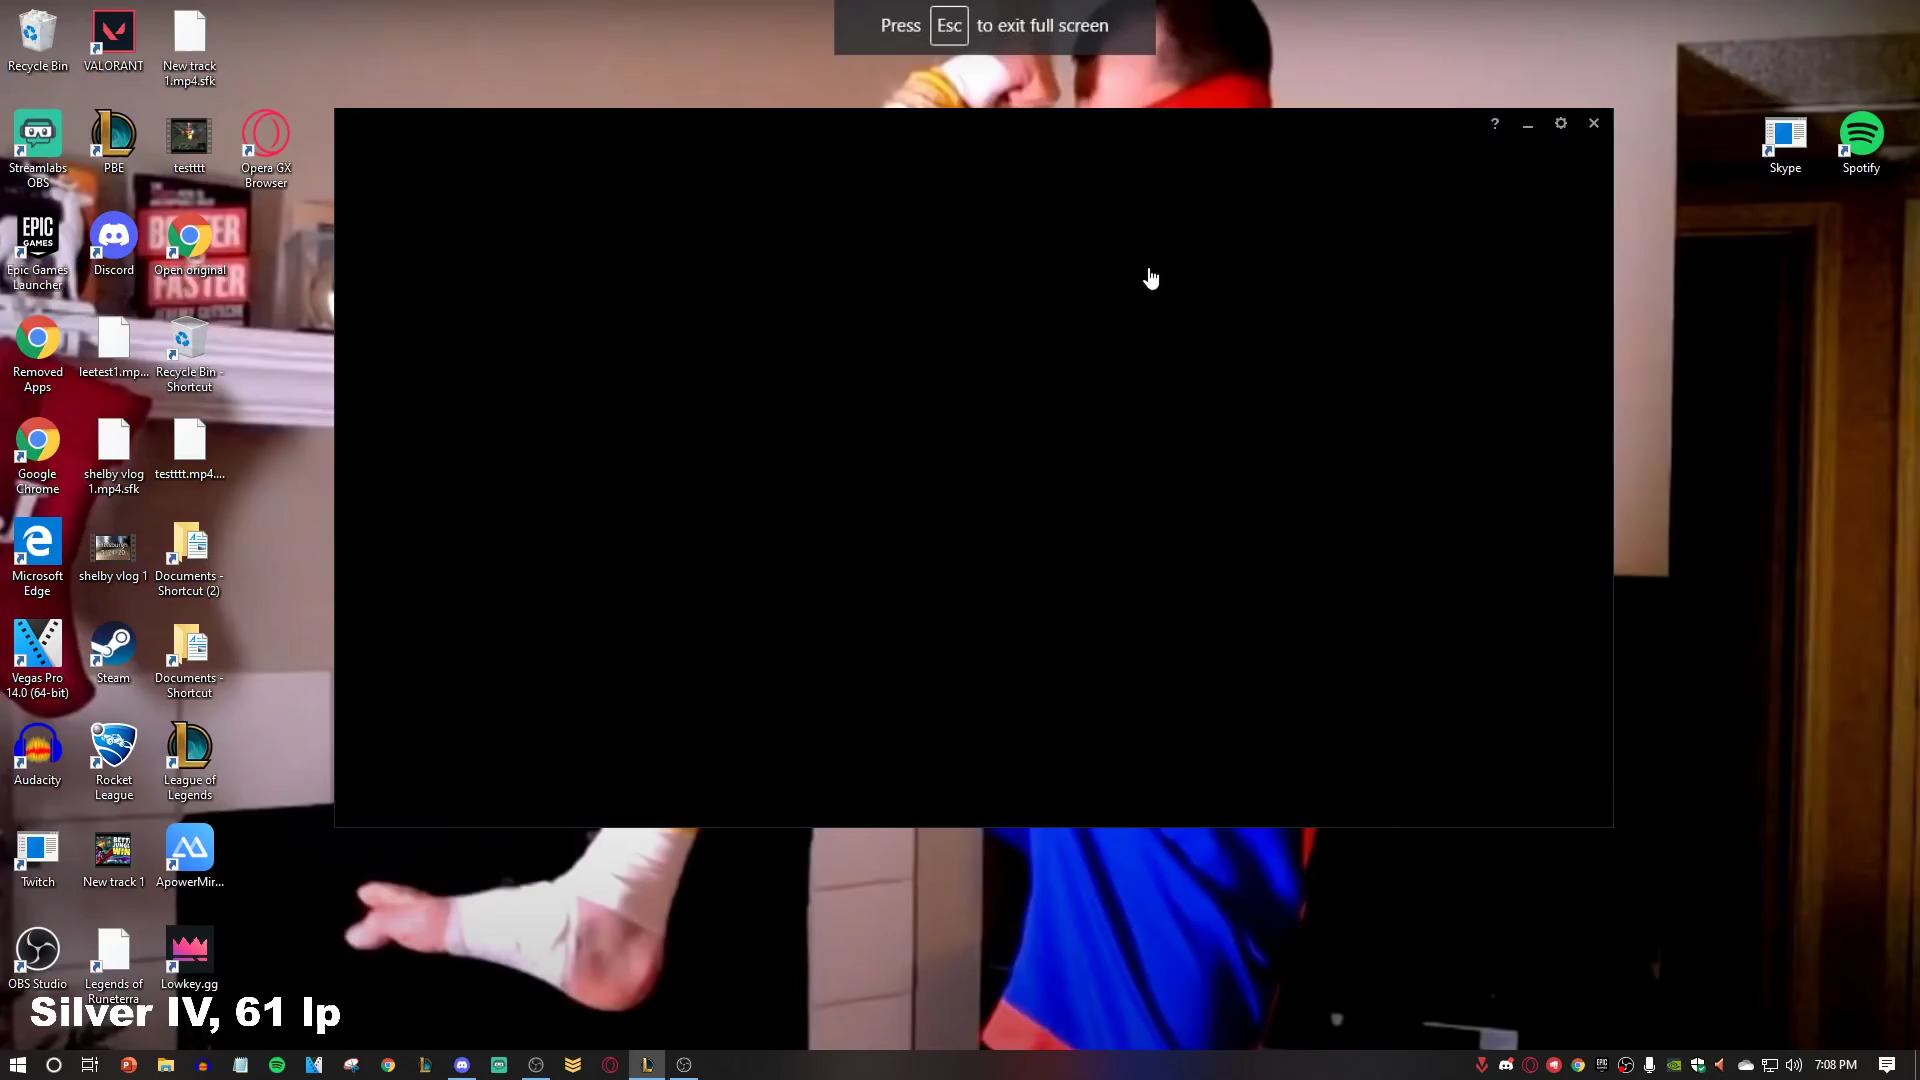 Press Esc to exit full screen
?
Recycle Bin
VALORANT
New track
1.mp4.sfk
Streamlabs
OBS
PBE
testttt
Opera GX
Browser
Skype
Spotify
EPIC
GAMES
Epic Games
Launcher
Discord
Open original
FASTER
Removed
Apps
leetest1.mp...
Recycle Bin -
Shortcut
Google
Chrome
shelby vlog
1.mp4.sfk
testttt.mp4....
Microsoft
Edge
shelby vlog 1
Documents -
Shortcut (2)
Vegas Pro
14.0 (64-bit)
Steam
Documents -
Shortcut
Audacity
Rocket
League
League of
Legends
Twitch
New track 1
ApowerMir...
OBS Studio
Legends of
Runeterra
Lowkey.gg
Silver IV, 61 lp
7:08 PM